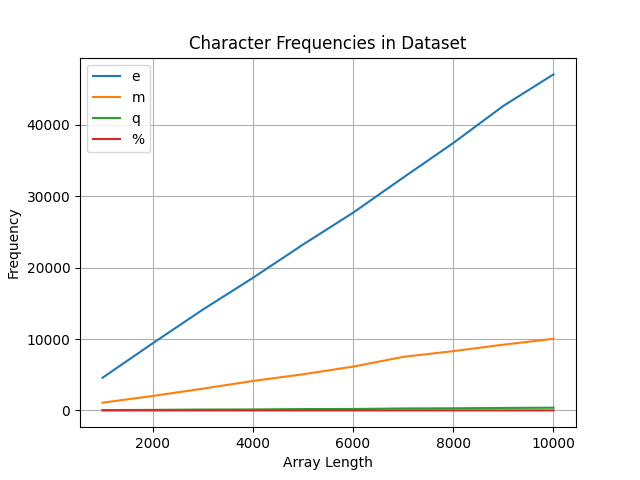 Character Frequencies in Dataset
e
m
q
%
Frequency
40000
30000
20000
10000
0
2000 4000 6000 8000 10000
Array Length